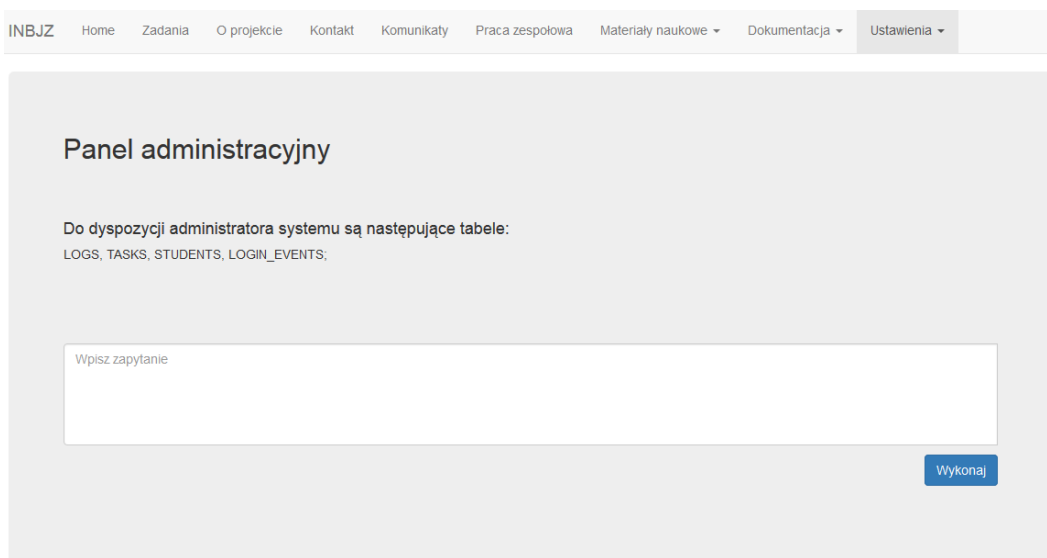 INBJZ Home Zadania O projekcie Kontakt Komunikaty Praca zespołowa Materiały naukowe Dokumentacja Ustawienia
Panel administracyjny
Do dyspozycji administratora systemu są następujące tabele:
LOGS, TASKS, STUDENTS, LOGIN_EVENTS;
Wpisz zapytanie
Wykonaj